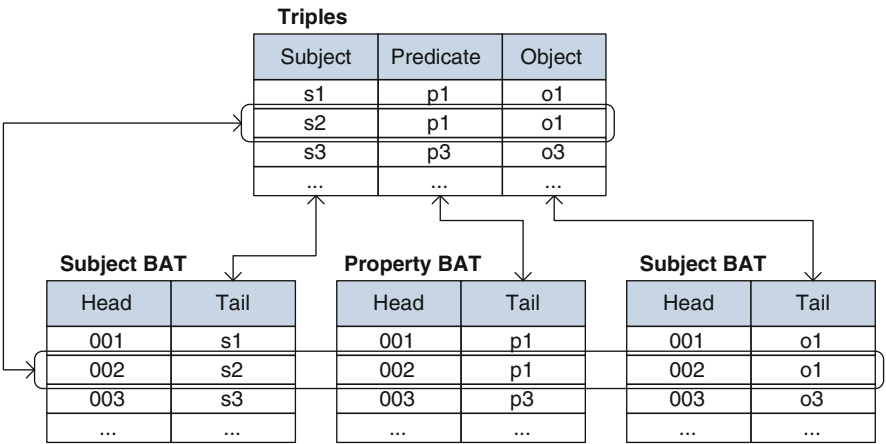 Triples
Subject Predicate Object
s1 p1 o1
s2 p1 o1
s3 p3 o3
... ... ...
Subject BAT Property BAT Subject BAT
Head Tail Head Tail Head Tail
001 s1 001 p1 001 o1
002 s2 002 p1 002 o1
003 s3 003 p3 003 o3
... ... ... ... ... ...